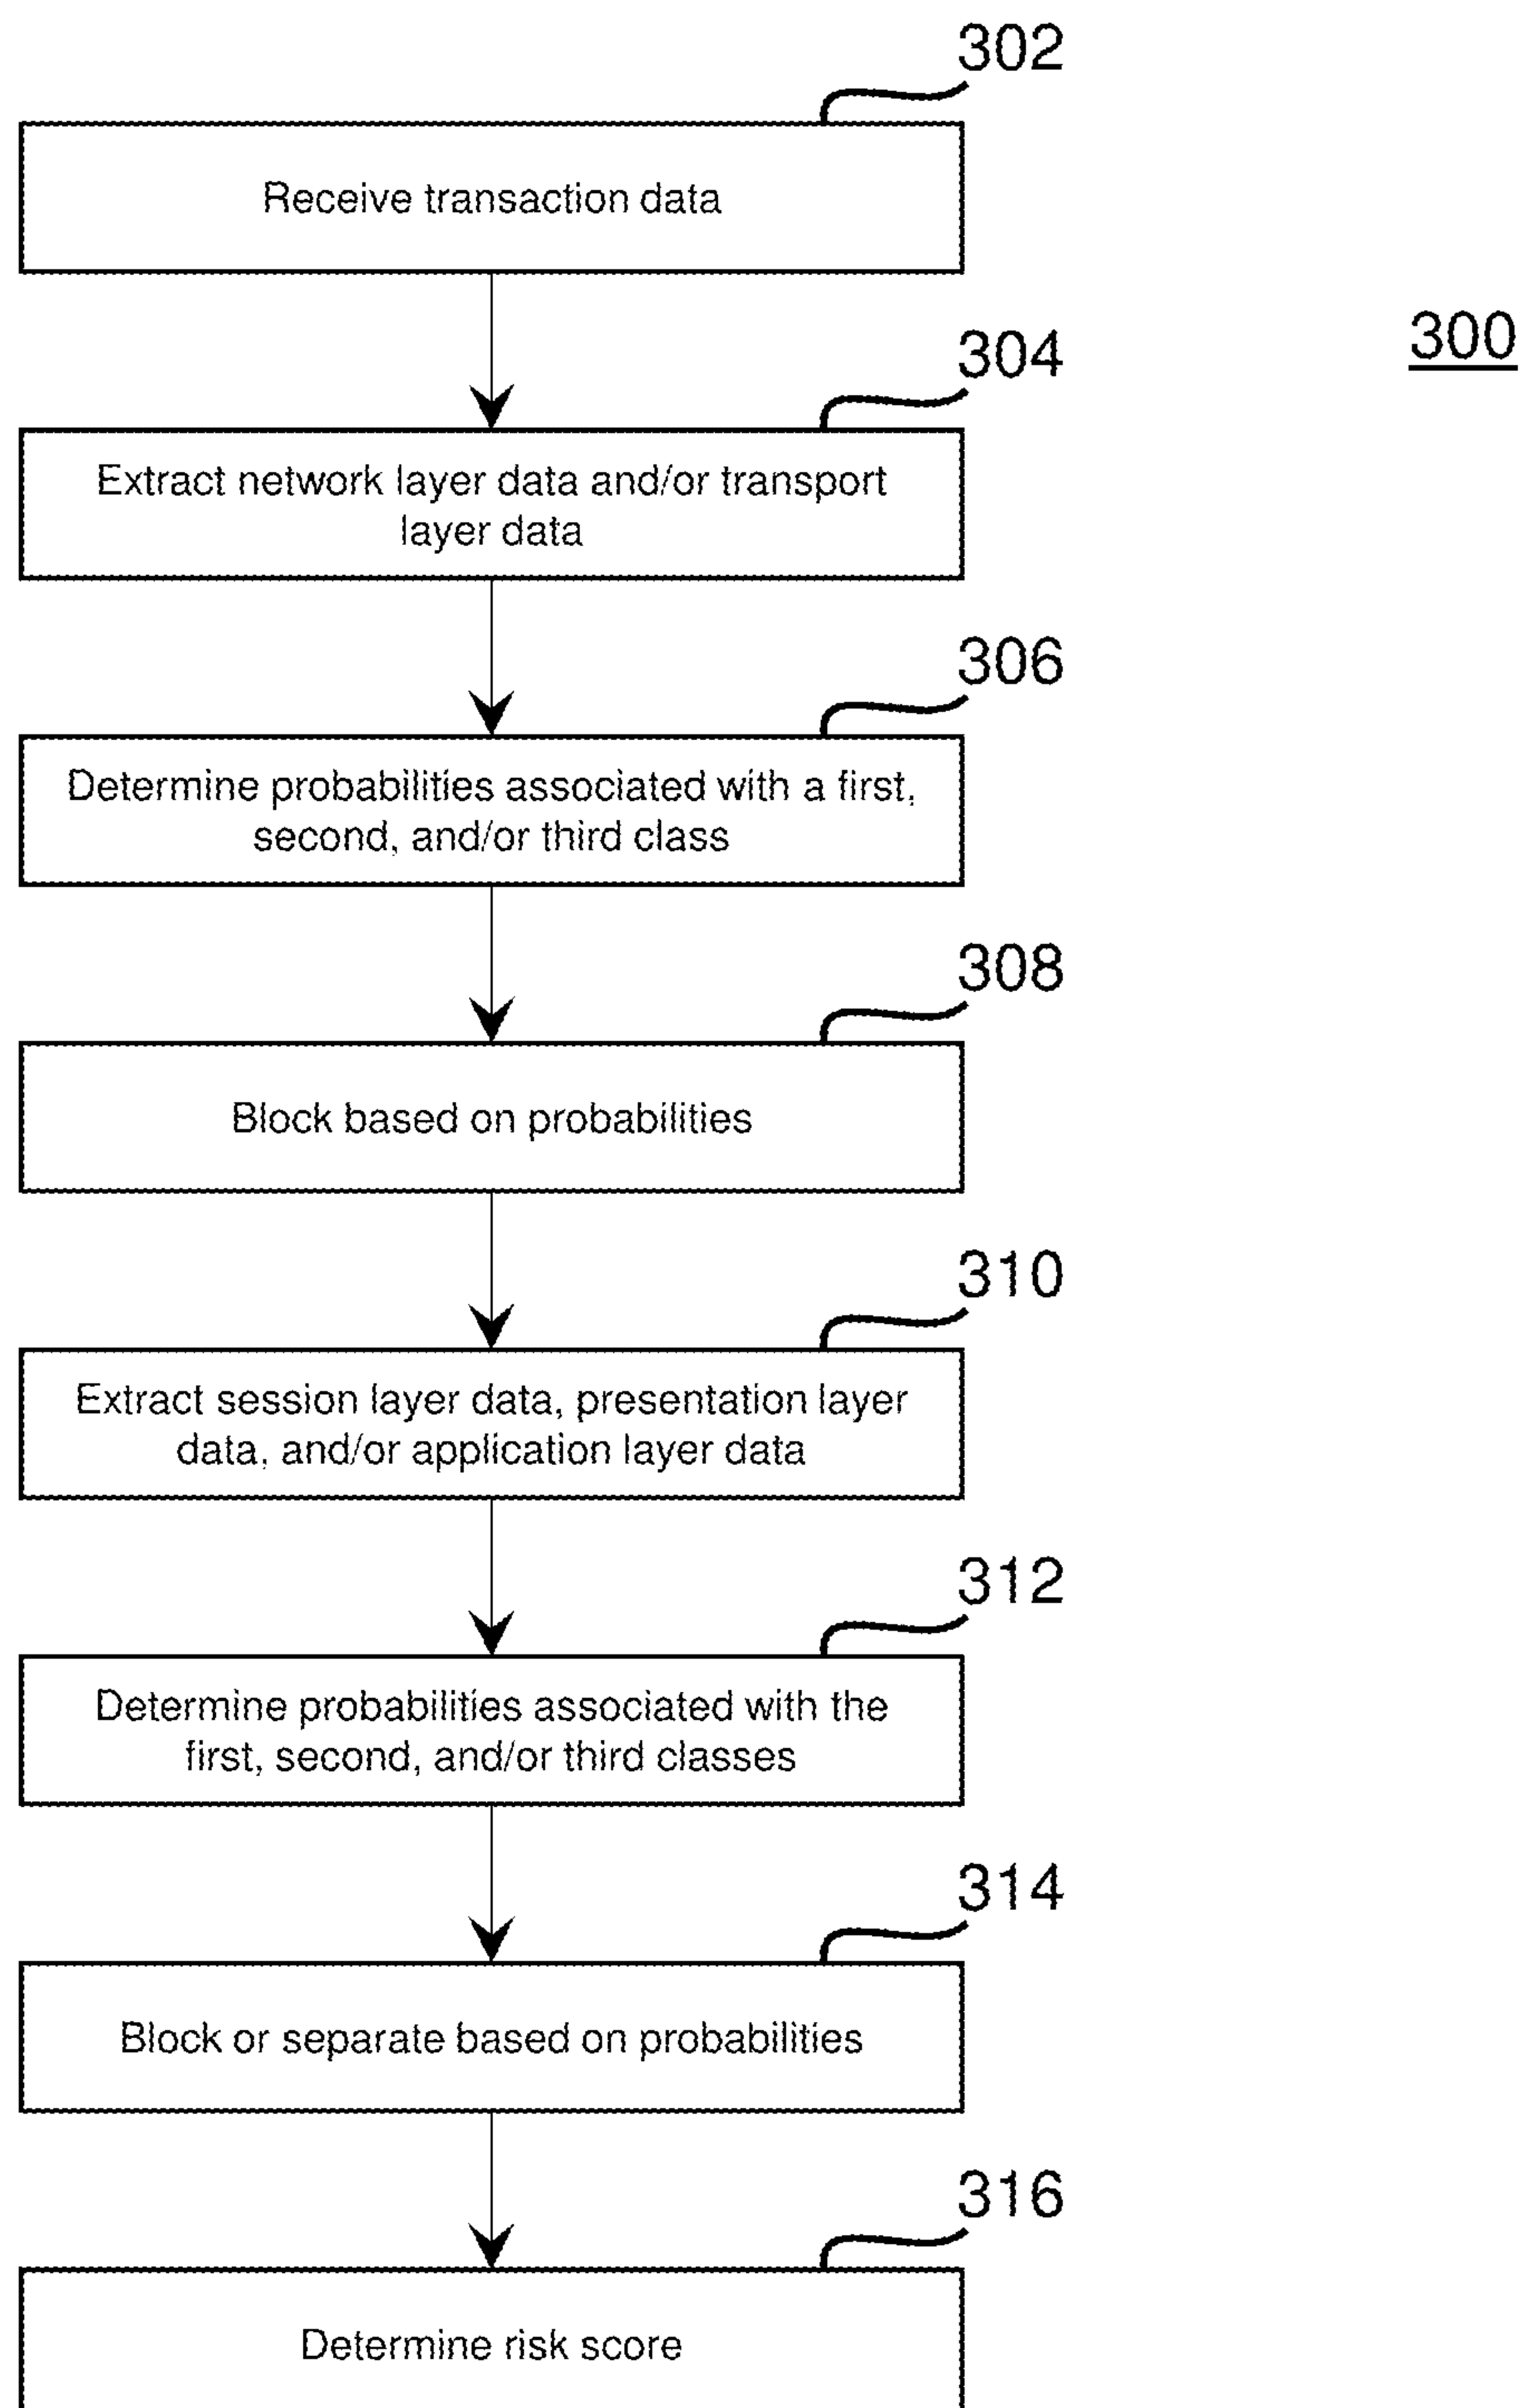 302
Receive transaction data
300
304
Extract network layer data and/or transport
layer data
306
Determine probabilities associated with a first,
second, and/or third class
308
Block based on probabilities
310
Extract session layer data, presentation layer
data, and/or application layer data
312
Determine probabilities associated with the
first, second, and/or third classes
314
Block or separate based on probabilities
316
Determine risk score